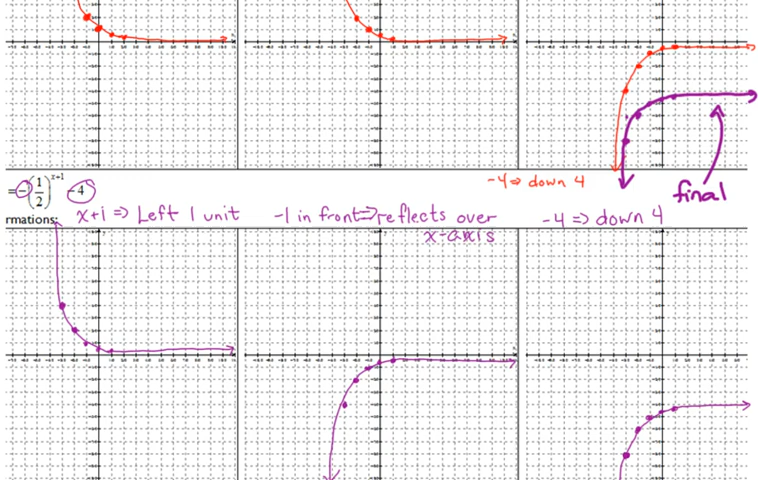 -4 ⇒ down 4
final
= -(1/2)^(x+1) - 4
rmations: x+1 ⇒ Left 1 unit -1 in front ⇒ reflects over x-axis -4 ⇒ down 4